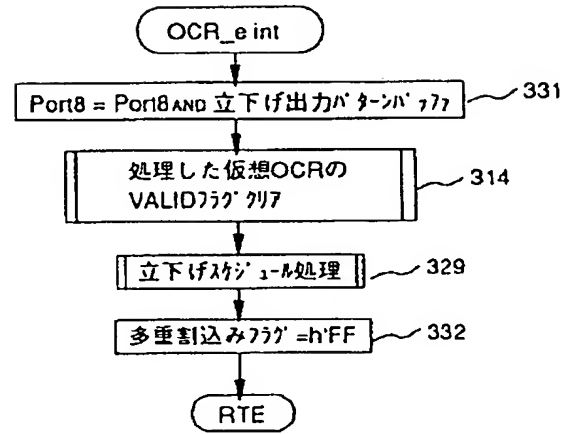 OCR_e int
Port8 = Port8 AND 立下げ出力ﾊﾟﾀｰﾝﾊﾞｯﾌｧ
331
処理した仮想OCRの
VALIDﾌﾗｸﾞｸﾘｱ
314
立下げｽｹｼﾞｭｰﾙ処理
329
多重割込みﾌﾗｸﾞ=h'FF
332
RTE